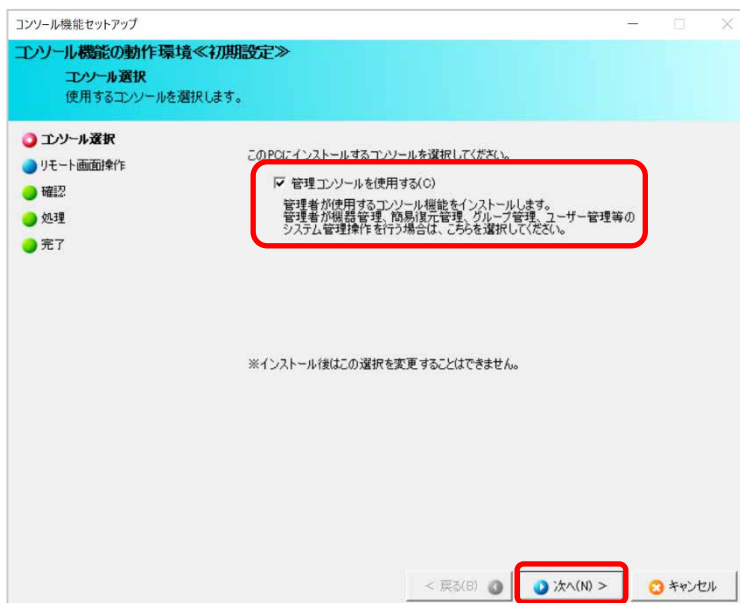 コンソール機能セットアップ
コンソール機能の動作環境≪初期設定≫
コンソール選択
使用するコンソールを選択します。
コンソール選択
リモート画面操作
確認
処理
完了
このPCにインストールするコンソールを選択してください。
管理コンソールを使用する(C)
管理者が使用するコンソール機能をインストールします。
管理者が機器管理、簡易復元管理、グループ管理、ユーザー管理等の
システム管理操作を行う場合は、こちらを選択してください。
※インストール後はこの選択を変更することはできません。
< 戻る(B) 次へ(N) > キャンセル